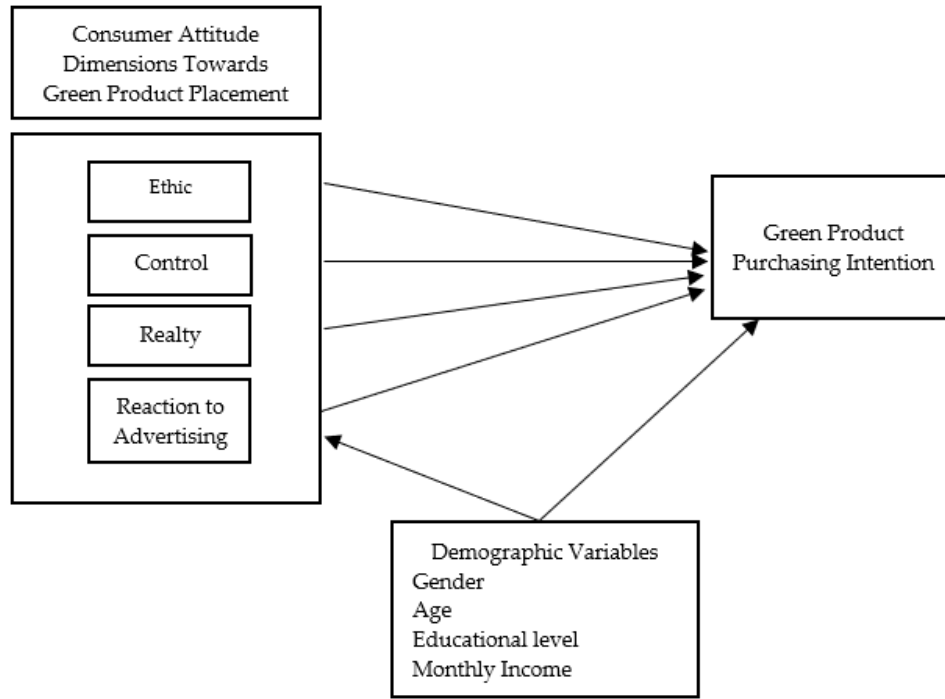 Consumer Attitude
Dimensions Towards
Green Product Placement
Ethic
Control
Realty
Reaction to
Advertising
Green Product
Purchasing Intention
Demographic Variables
Gender
Age
Educational level
Monthly Income